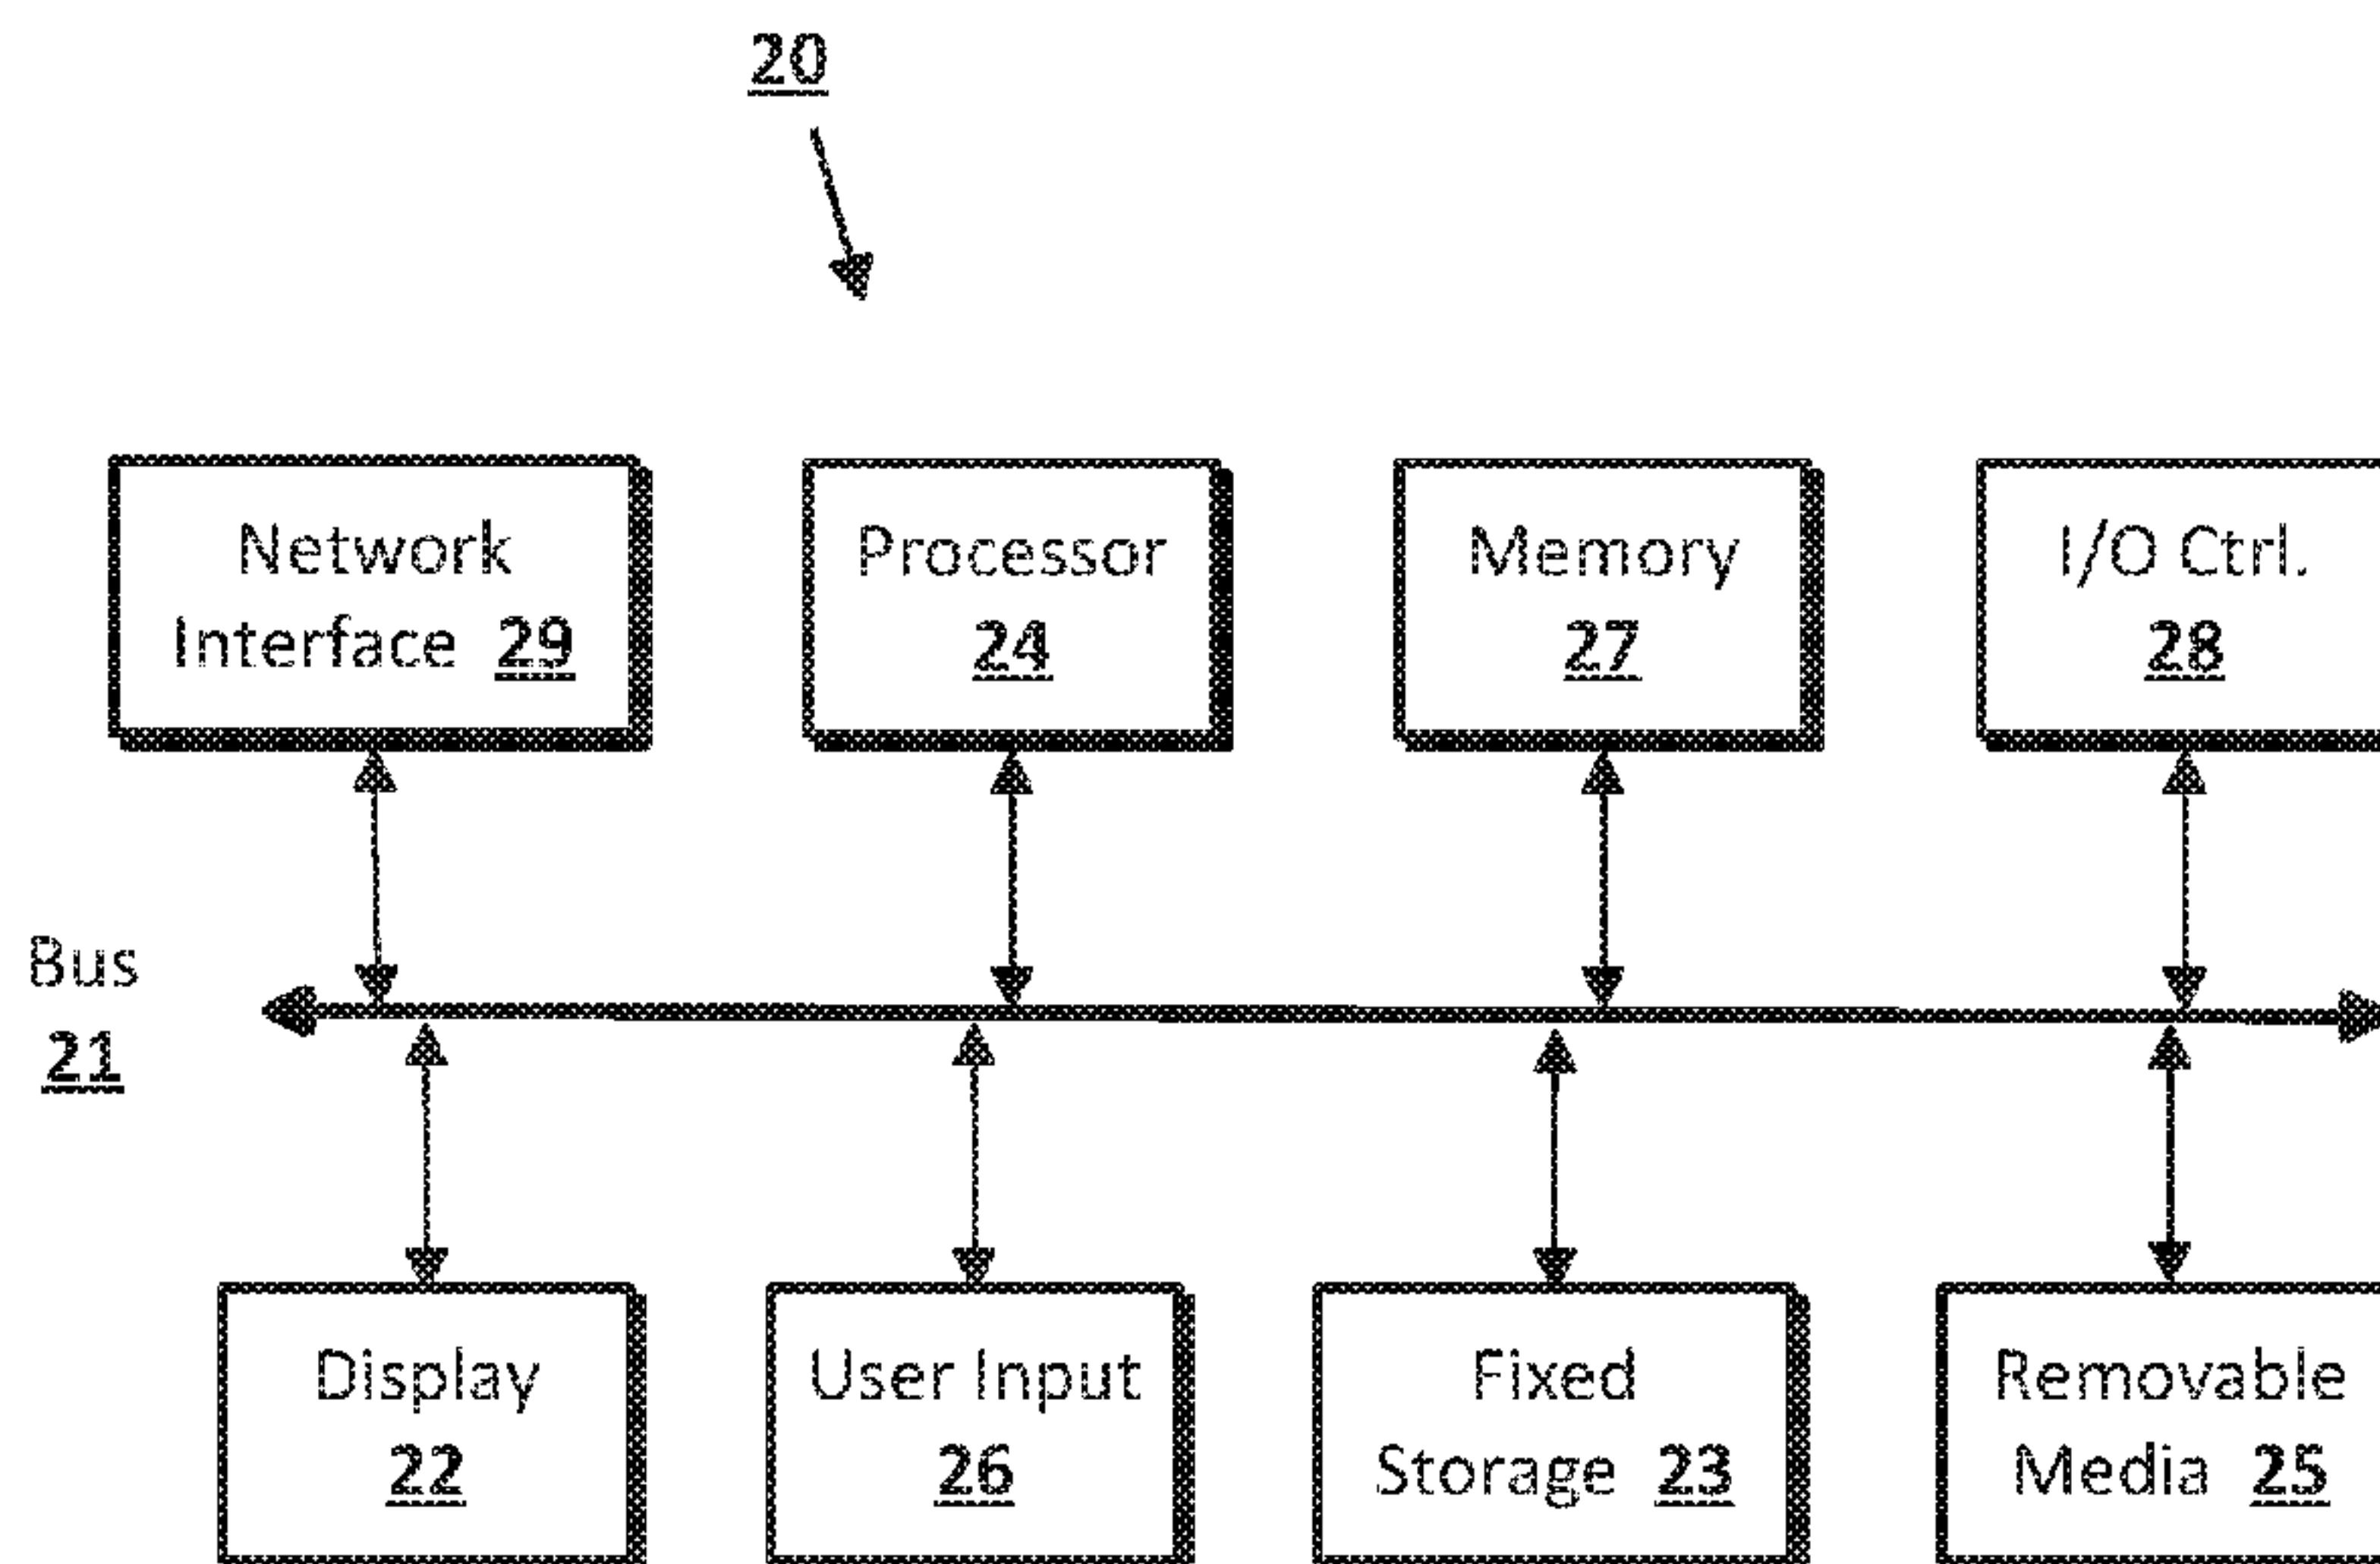 20
Network
Interface 29
Processor
24
Memory
27
I/O Ctrl.
28
Bus
21
Display
22
User Input
26
Fixed
Storage 23
Removable
Media 25